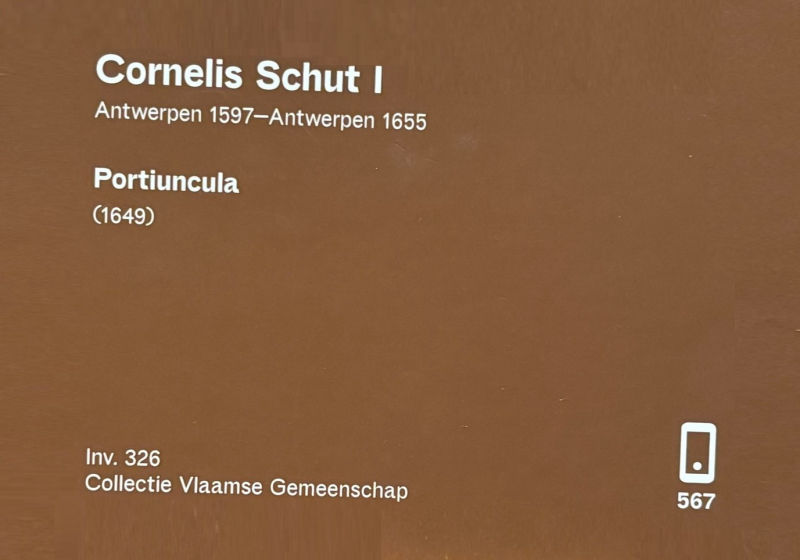 Cornelis Schut I
Antwerpen 1597–Antwerpen 1655
Portiuncula
(1649)
Inv. 326
Collectie Vlaamse Gemeenschap
567